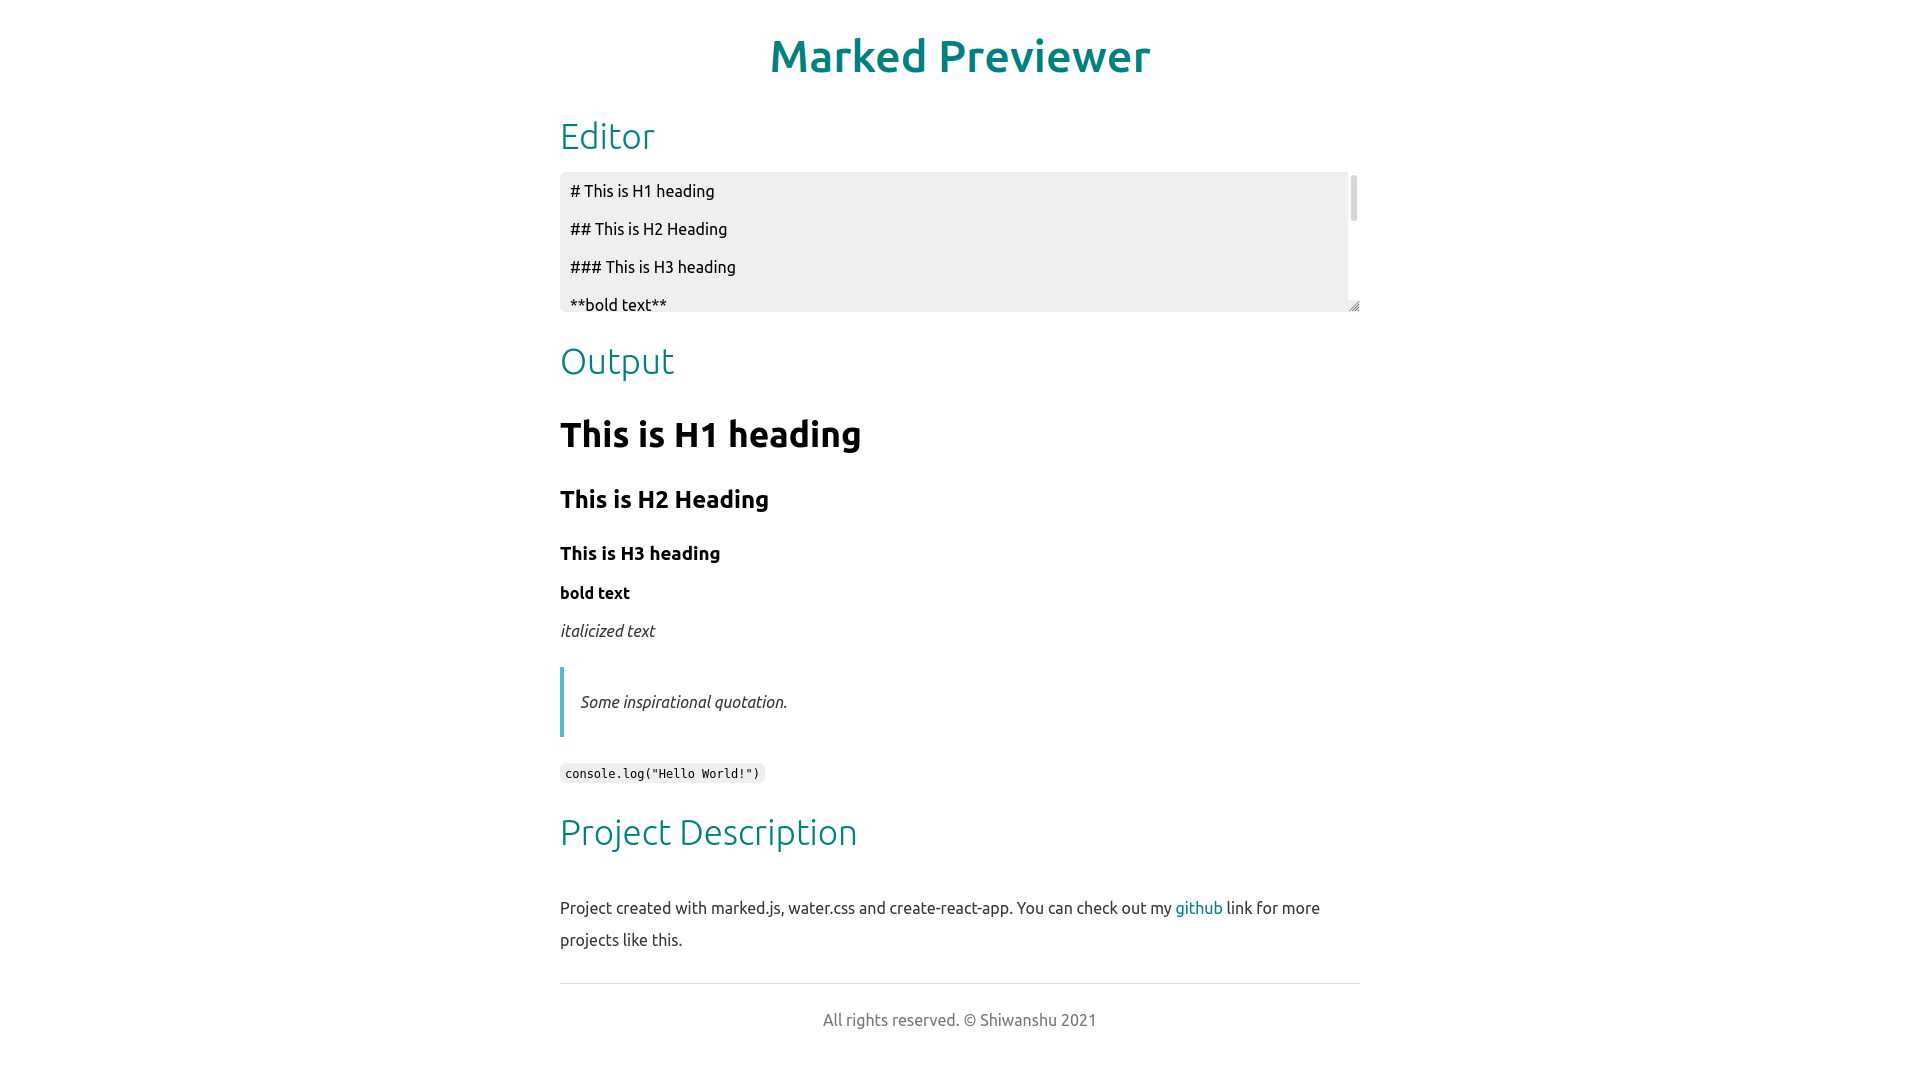 Marked Previewer
Editor
# This is H1 heading
## This is H2 Heading
### This is H3 heading
**bold text**
Output
This is H1 heading
This is H2 Heading
This is H3 heading
bold text
italicized text
Some inspirational quotation.
console.log("Hello World!")
Project Description
Project created with marked.js, water.css and create-react-app. You can check out my github link for more
projects like this.
All rights reserved. © Shiwanshu 2021